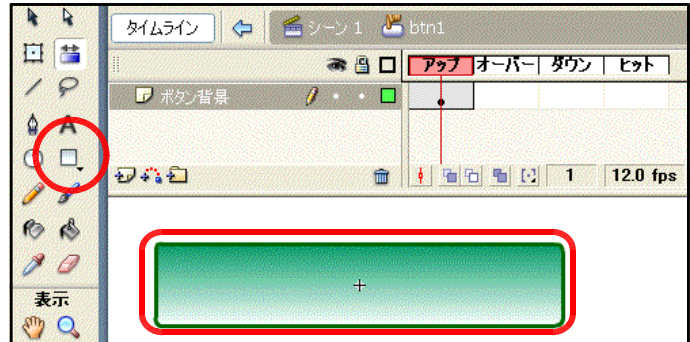 タイムライン シーン 1 btn1
アップ オーバー ダウン ヒット
ボタン背景
A
1 12.0 fps
表示